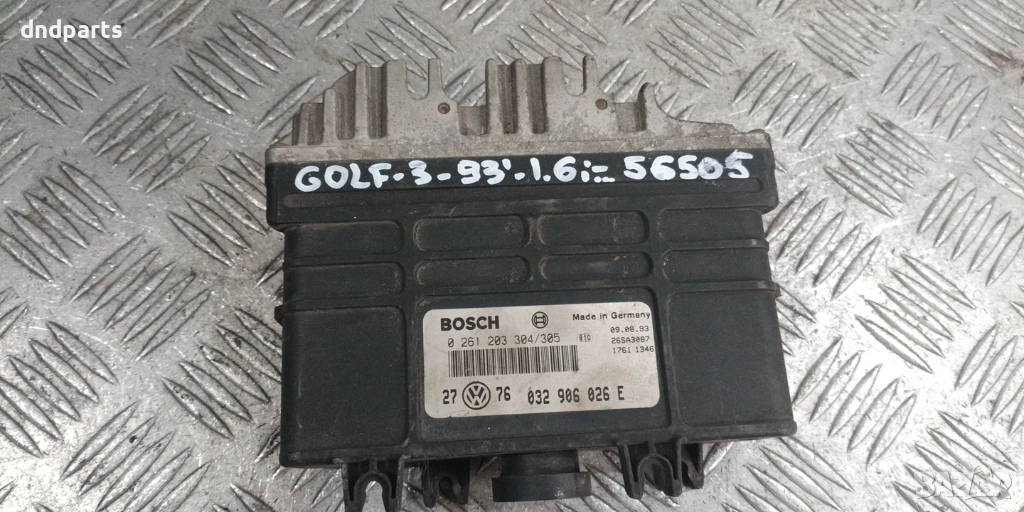 dndparts
GOLF-3-93'-1.6i= 56505
BOSCH
Made in Germany
0 261 203 304/305
09.08.93
26SA3087
1761 1346
27 VW 76 032 906 026 E